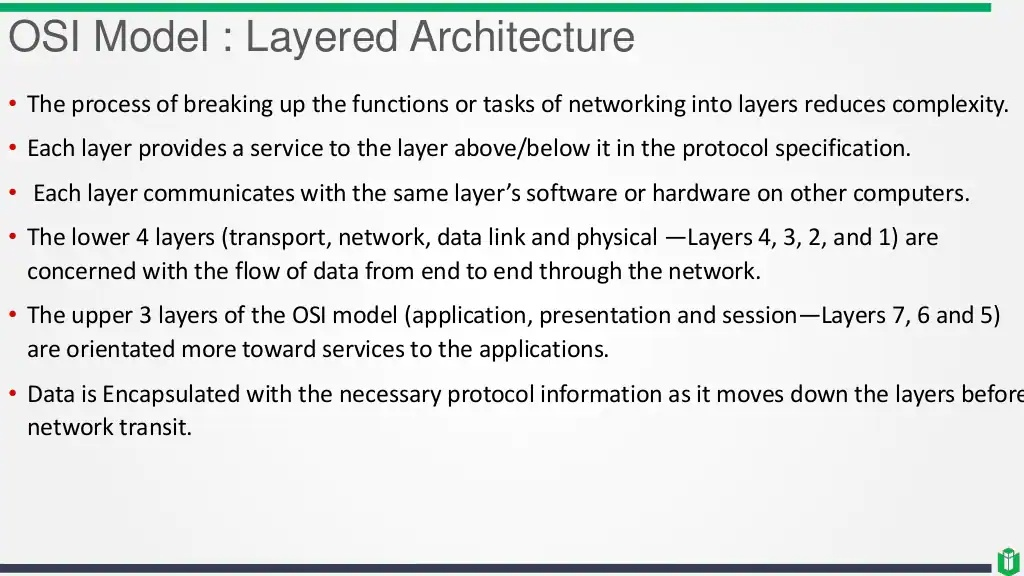 OSI Model : Layered Architecture
• The process of breaking up the functions or tasks of networking into layers reduces complexity.
• Each layer provides a service to the layer above/below it in the protocol specification.
• Each layer communicates with the same layer’s software or hardware on other computers.
• The lower 4 layers (transport, network, data link and physical —Layers 4, 3, 2, and 1) are
concerned with the flow of data from end to end through the network.
• The upper 3 layers of the OSI model (application, presentation and session—Layers 7, 6 and 5)
are orientated more toward services to the applications.
• Data is Encapsulated with the necessary protocol information as it moves down the layers before
network transit.